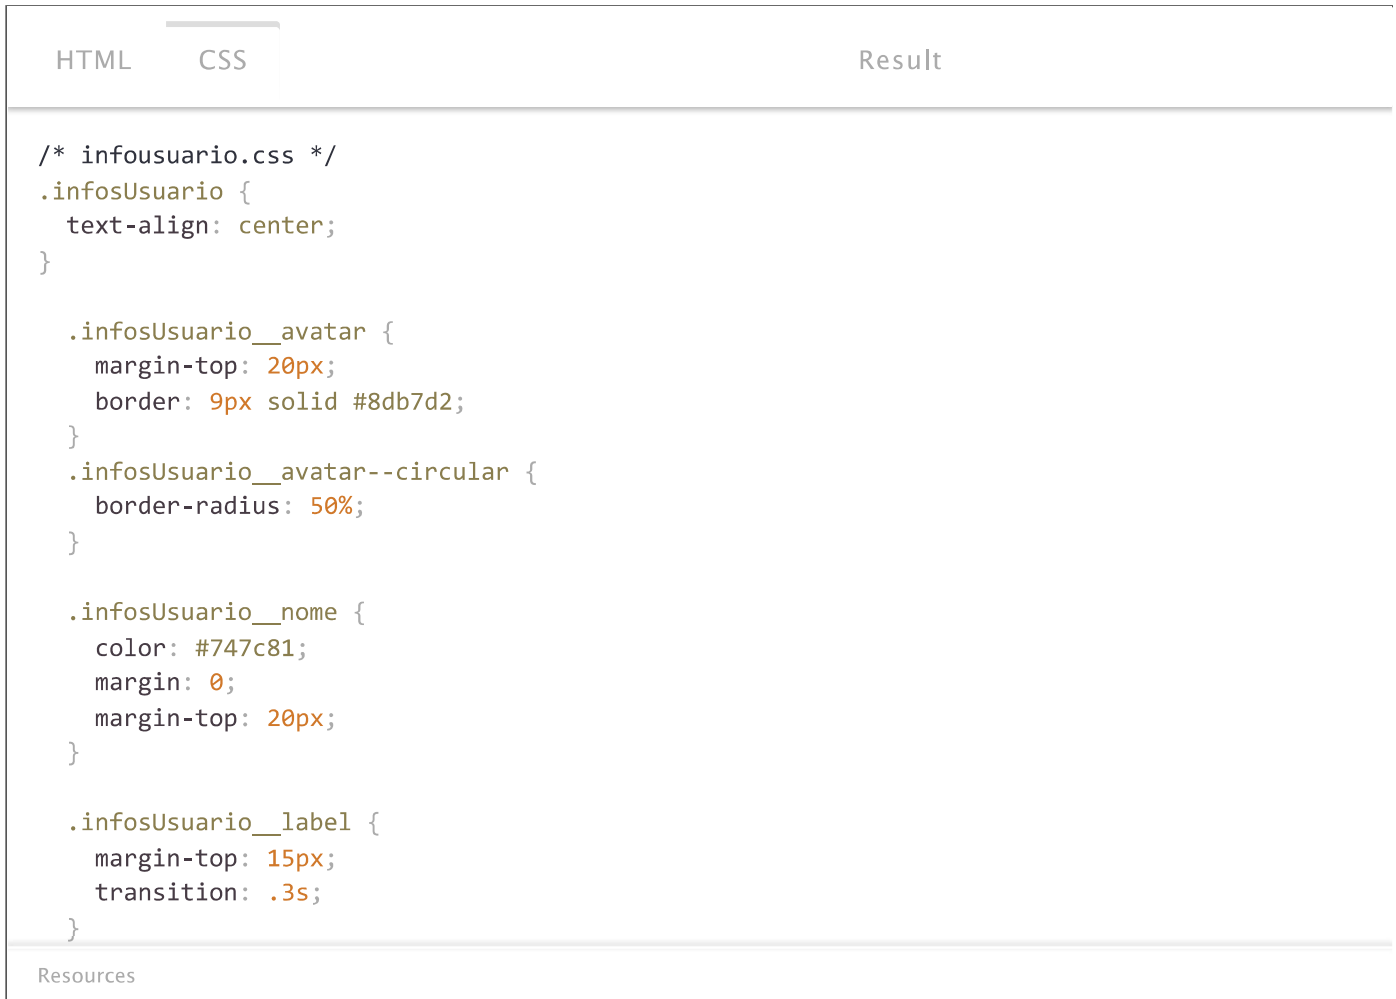 HTML CSS Result
/* infousuario.css */
.infosUsuario {
  text-align: center;
}

  .infosUsuario__avatar {
    margin-top: 20px;
    border: 9px solid #8db7d2;
  }
  .infosUsuario__avatar--circular {
    border-radius: 50%;
  }

  .infosUsuario__nome {
    color: #747c81;
    margin: 0;
    margin-top: 20px;
  }

  .infosUsuario__label {
    margin-top: 15px;
    transition: .3s;
  }
Resources